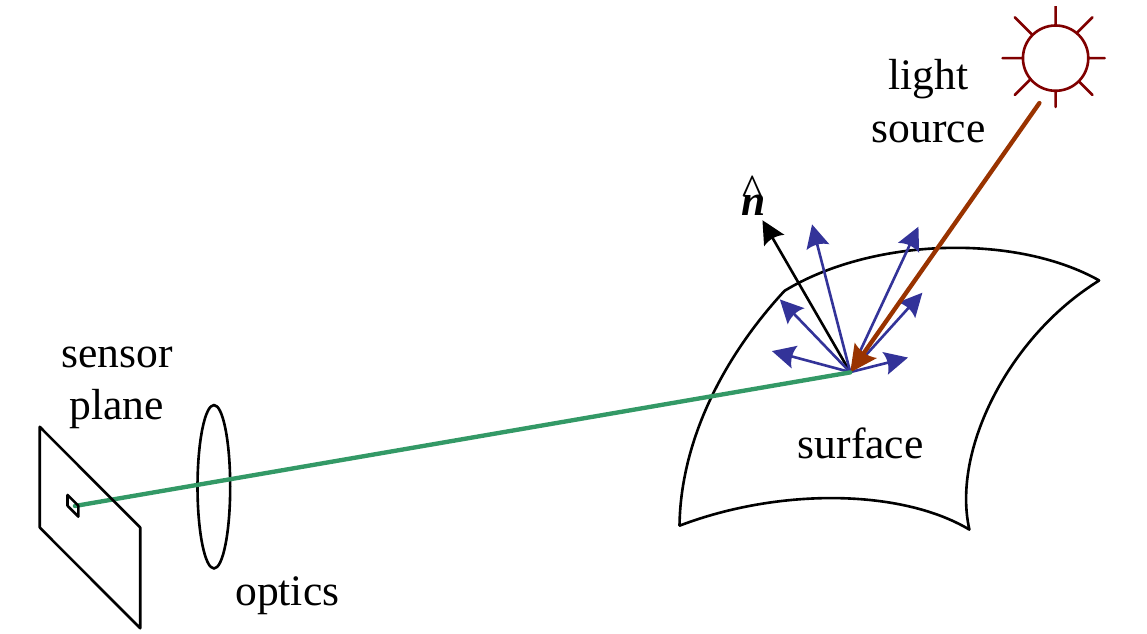 light
source
n̂
sensor
plane
surface
optics